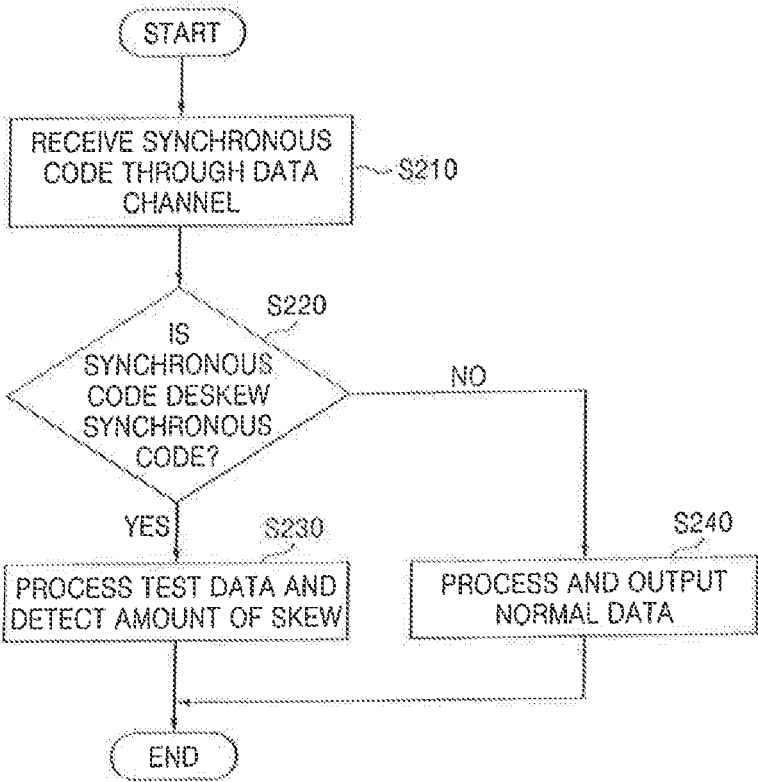 START
RECEIVE SYNCHRONOUS
CODE THROUGH DATA
CHANNEL
S210
S220
IS
SYNCHRONOUS
CODE DESKEW
SYNCHRONOUS
CODE?
NO
YES
S230
PROCESS TEST DATA AND
DETECT AMOUNT OF SKEW
S240
PROCESS AND OUTPUT
NORMAL DATA
END